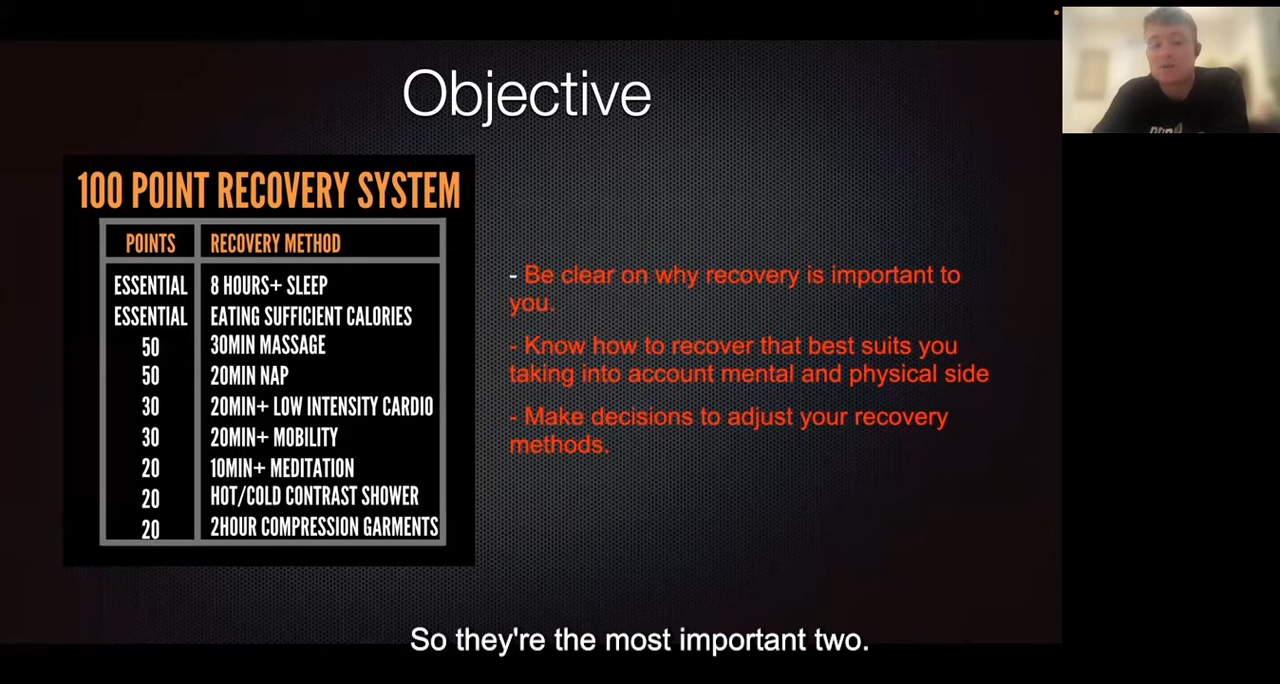 Objective
100 POINT RECOVERY SYSTEM
POINTS RECOVERY METHOD
ESSENTIAL 8 HOURS+ SLEEP
ESSENTIAL EATING SUFFICIENT CALORIES
50 30MIN MASSAGE
50 20MIN NAP
30 20MIN+ LOW INTENSITY CARDIO
30 20MIN+ MOBILITY
20 10MIN+ MEDITATION
20 HOT/COLD CONTRAST SHOWER
20 2HOUR COMPRESSION GARMENTS
- Be clear on why recovery is important to
you.
- Know how to recover that best suits you
taking into account mental and physical side
- Make decisions to adjust your recovery
methods.
So they're the most important two.